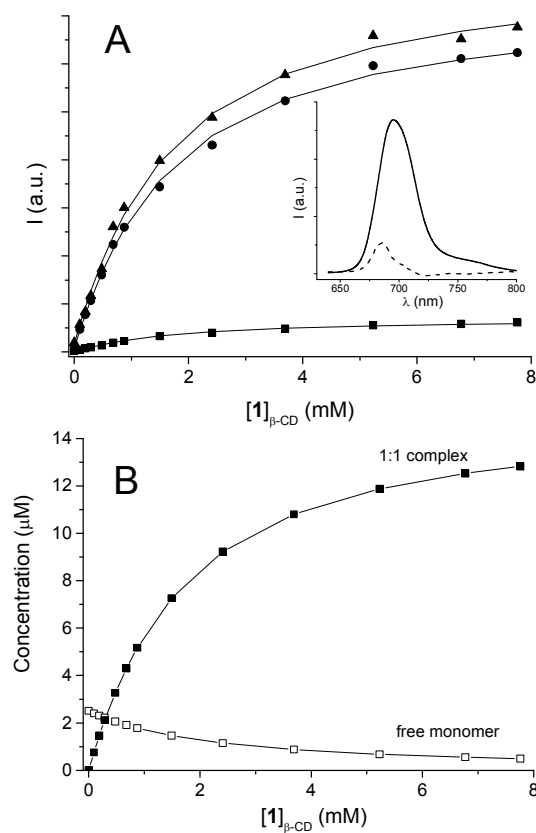 A
I (a.u.)
I (a.u.)
650 700 750 800
λ (nm)
0 2 4 6 8
[1]β-CD (mM)
B
14
12
10
8
6
4
2
0
Concentration (μM)
1:1 complex
free monomer
0 2 4 6 8
[1]β-CD (mM)